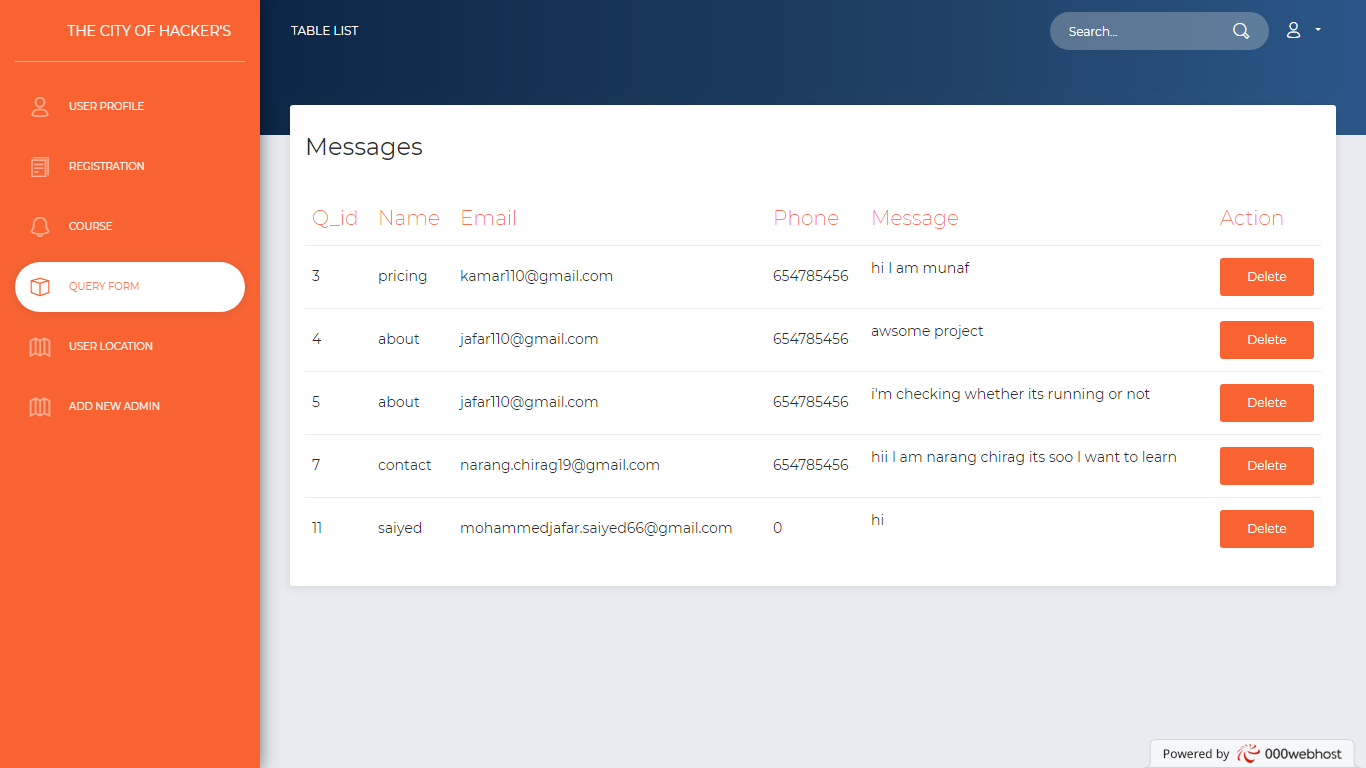 THE CITY OF HACKER'S
USER PROFILE
REGISTRATION
COURSE
QUERY FORM
USER LOCATION
ADD NEW ADMIN
TABLE LIST
Search...
Messages
Q_id Name Email Phone Message Action
3 pricing kamar110@gmail.com 654785456 hi I am munaf Delete
4 about jafar110@gmail.com 654785456 awsome project Delete
5 about jafar110@gmail.com 654785456 i'm checking whether its running or not Delete
7 contact narang.chirag19@gmail.com 654785456 hii I am narang chirag its soo I want to learn Delete
11 saiyed mohammedjafar.saiyed66@gmail.com 0 hi Delete
Powered by 000webhost